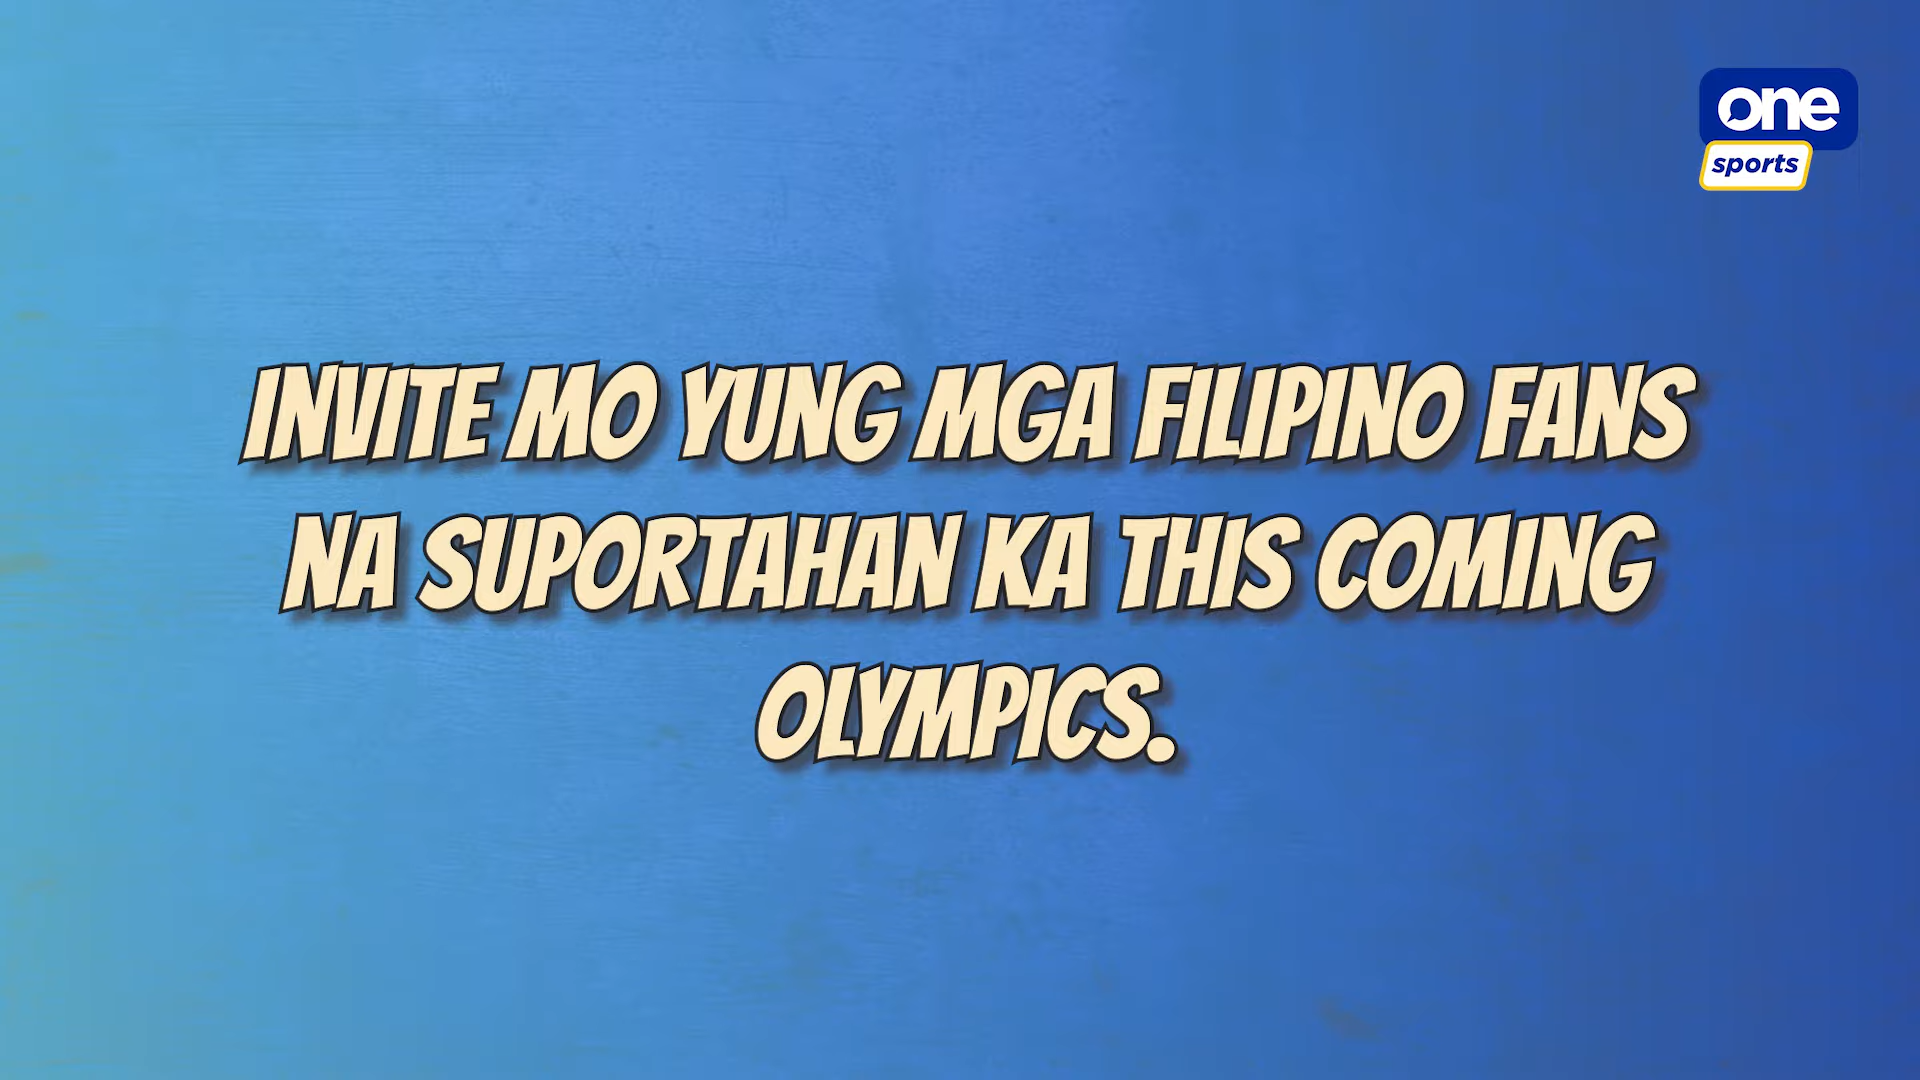 one
sports
INVITE MO YUNG MGA FILIPINO FANS
NA SUPORTAHAN KA THIS COMING
OLYMPICS.